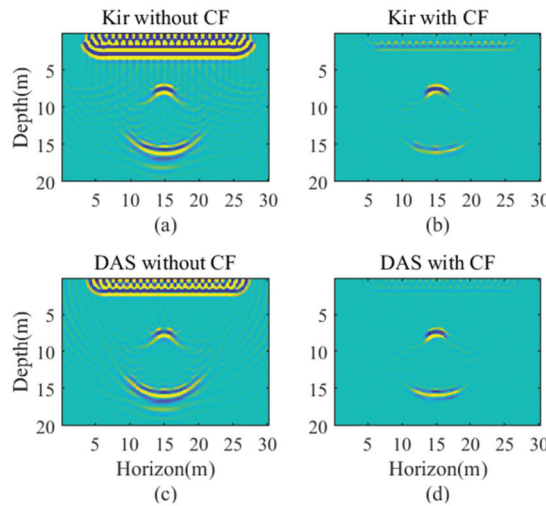 Kir without CF
Kir with CF
Depth(m)
5
10
15
20
5 10 15 20 25 30
(a)
5
10
15
20
5 10 15 20 25 30
(b)
DAS without CF
DAS with CF
Depth(m)
5
10
15
20
5 10 15 20 25 30
Horizon(m)
(c)
5
10
15
20
5 10 15 20 25 30
Horizon(m)
(d)